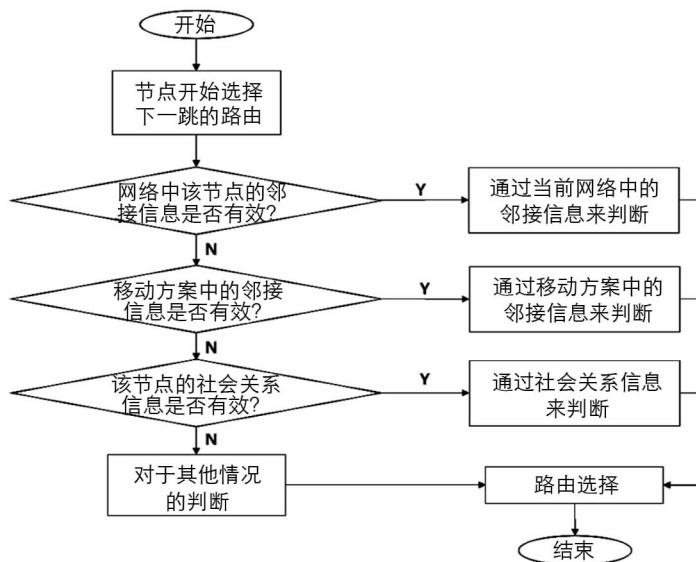 开始
节点开始选择
下一跳的路由
网络中该节点的邻
接信息是否有效?
Y
通过当前网络中的
邻接信息来判断
N
移动方案中的邻接
信息是否有效?
Y
通过移动方案中的
邻接信息来判断
N
该节点的社会关系
信息是否有效?
Y
通过社会关系信息
来判断
N
对于其他情况
的判断
路由选择
结束